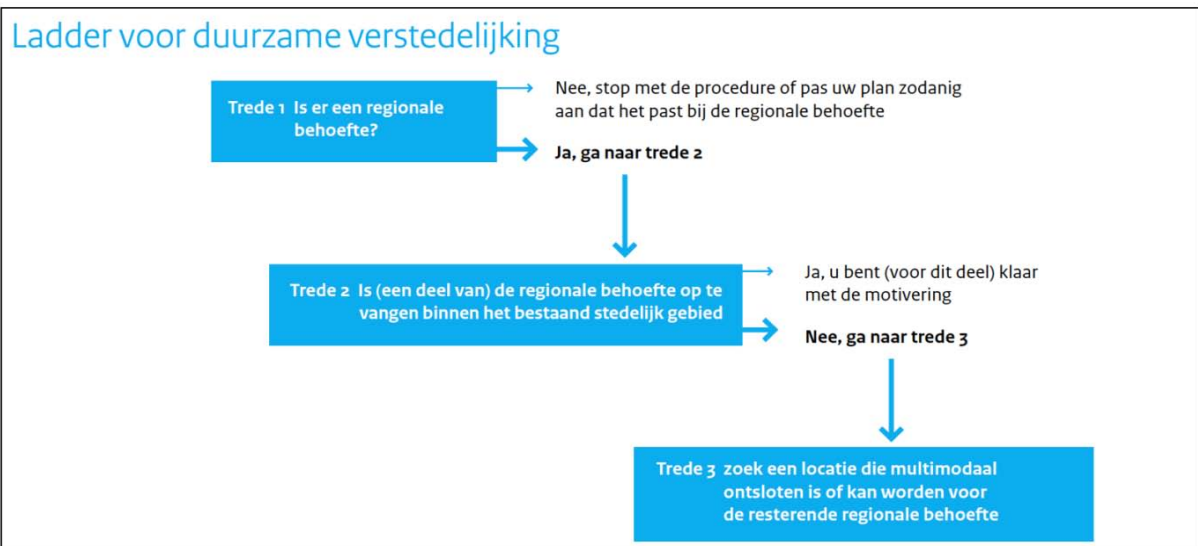 Ladder voor duurzame verstedelijking
Trede 1 Is er een regionale
behoefte?
Nee, stop met de procedure of pas uw plan zodanig
aan dat het past bij de regionale behoefte
Ja, ga naar trede 2
Trede 2 Is (een deel van) de regionale behoefte op te
vangen binnen het bestaand stedelijk gebied
Ja, u bent (voor dit deel) klaar
met de motivering
Nee, ga naar trede 3
Trede 3 zoek een locatie die multimodaal
ontsloten is of kan worden voor
de resterende regionale behoefte